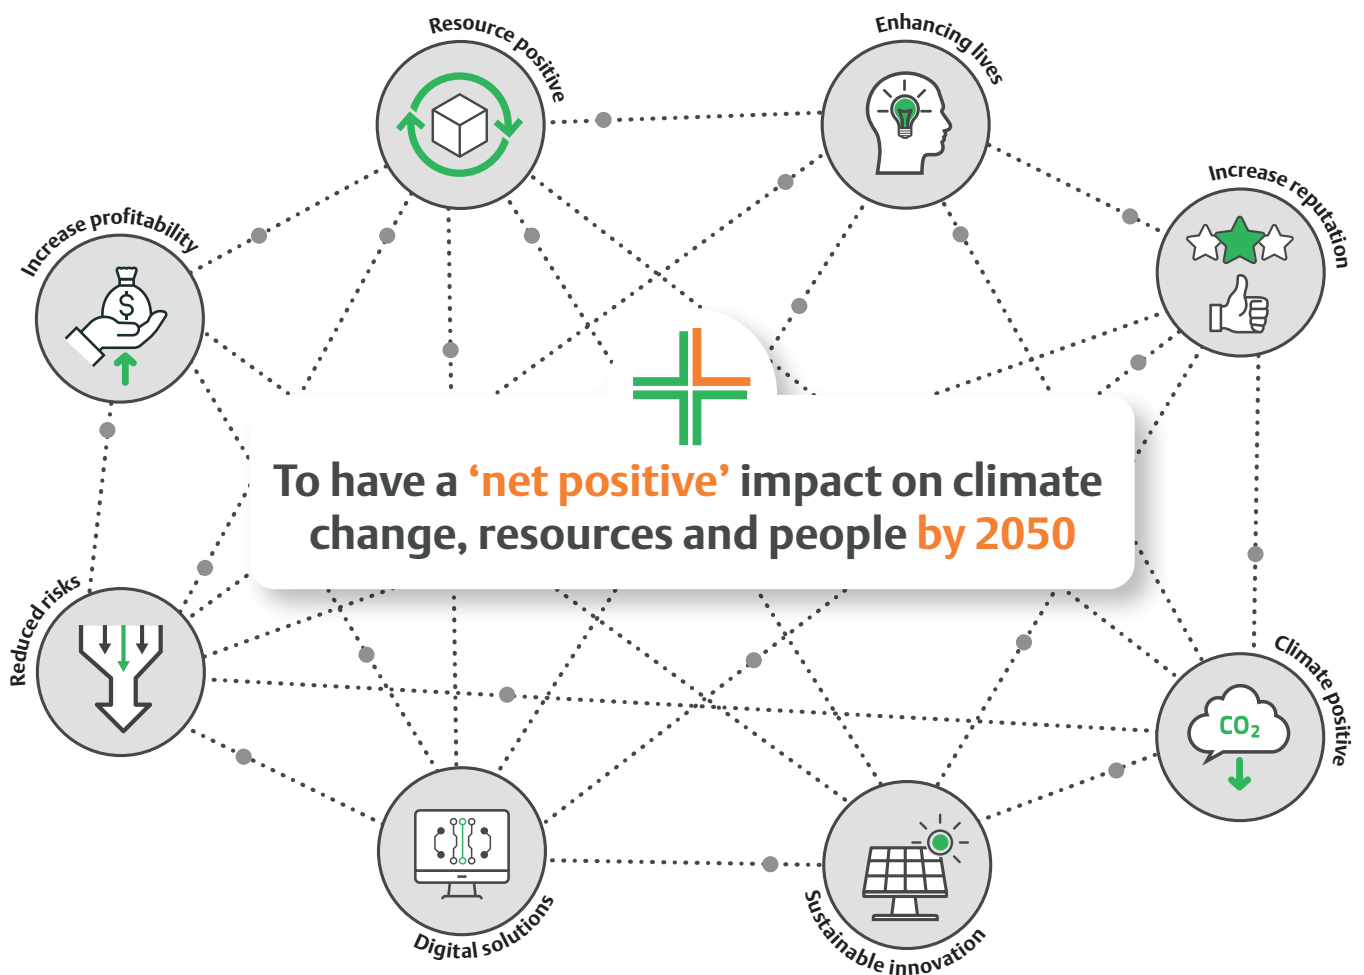 Resource positive
Enhancing lives
Increase reputation
Increase profitability
$
To have a ‘net positive’ impact on climate
change, resources and people by 2050
Reduced risks
Climate positive
CO₂
Digital solutions
Sustainable innovation